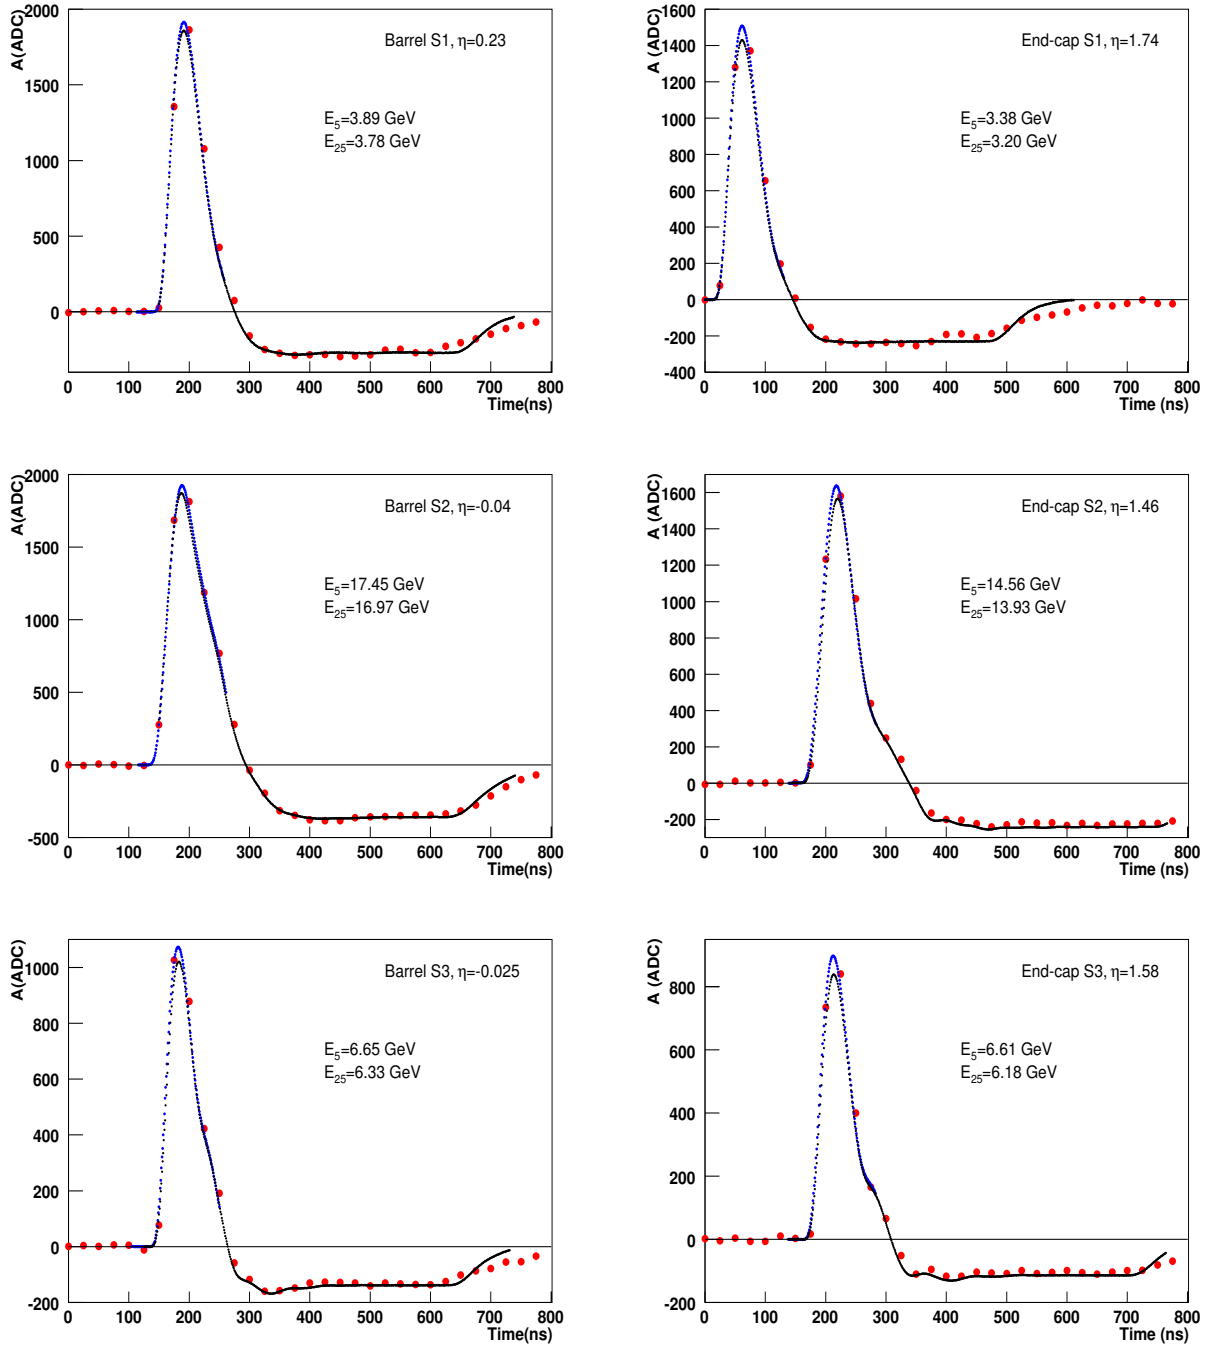 A(ADC)
2000
1500
1000
500
0
Barrel S1, η=0.23
E5=3.89 GeV
E25=3.78 GeV
0 100 200 300 400 500 600 700 800
Time(ns)
A (ADC)
1600
1400
1200
1000
800
600
400
200
0
-200
-400
End-cap S1, η=1.74
E5=3.38 GeV
E25=3.20 GeV
0 100 200 300 400 500 600 700 800
Time (ns)
A(ADC)
2000
1500
1000
500
0
-500
Barrel S2, η=-0.04
E5=17.45 GeV
E25=16.97 GeV
0 100 200 300 400 500 600 700 800
Time(ns)
A (ADC)
1600
1400
1200
1000
800
600
400
200
0
-200
End-cap S2, η=1.46
E5=14.56 GeV
E25=13.93 GeV
0 100 200 300 400 500 600 700 800
Time (ns)
A(ADC)
1000
800
600
400
200
0
-200
Barrel S3, η=-0.025
E5=6.65 GeV
E25=6.33 GeV
0 100 200 300 400 500 600 700 800
Time(ns)
A (ADC)
800
600
400
200
0
-200
End-cap S3, η=1.58
E5=6.61 GeV
E25=6.18 GeV
0 100 200 300 400 500 600 700 800
Time (ns)